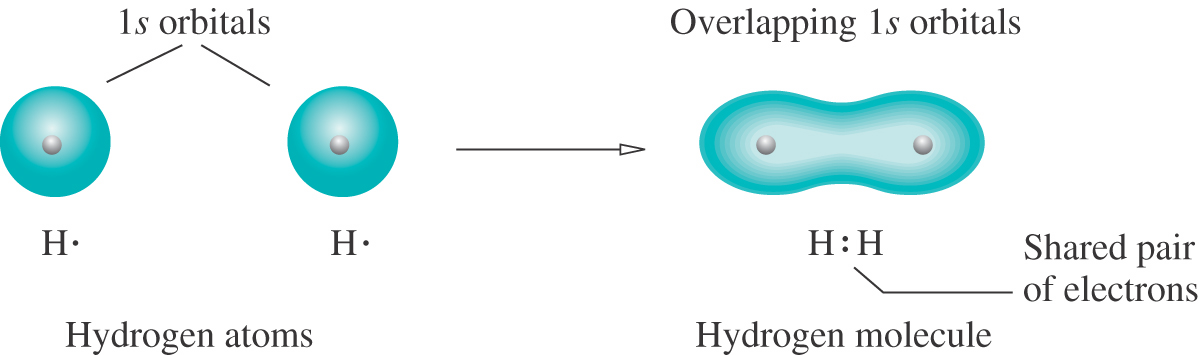 1s orbitals
Overlapping 1s orbitals
H·
H·
H:H
Shared pair
of electrons
Hydrogen atoms
Hydrogen molecule